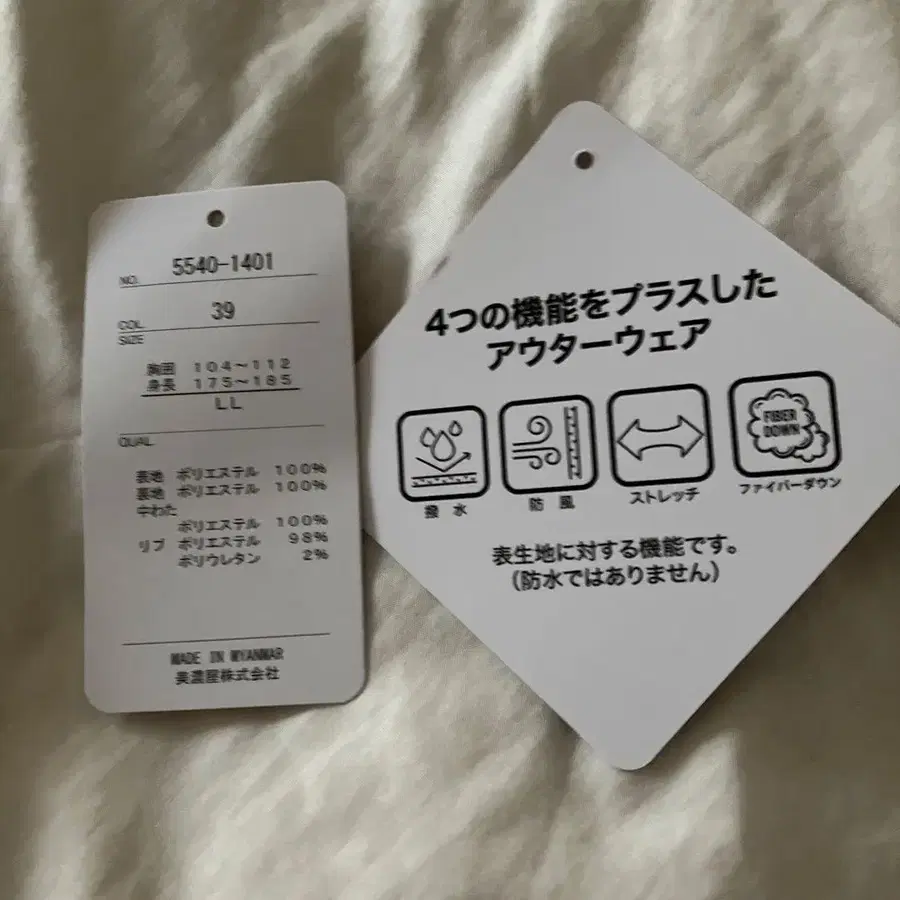 NO. 5540-1401
COL 39
SIZE
胸囲 104~112
身長 175~185
LL
QUAL
表地 ポリエステル 100%
裏地 ポリエステル 100%
中わた
ポリエステル 100%
リブ ポリエステル 98%
ポリウレタン 2%
MADE IN MYANMAR
美濃屋株式会社
4つの機能をプラスした
アウターウェア
FIBER
DOWN
撥水 防風 ストレッチ ファイバーダウン
表生地に対する機能です。
(防水ではありません)